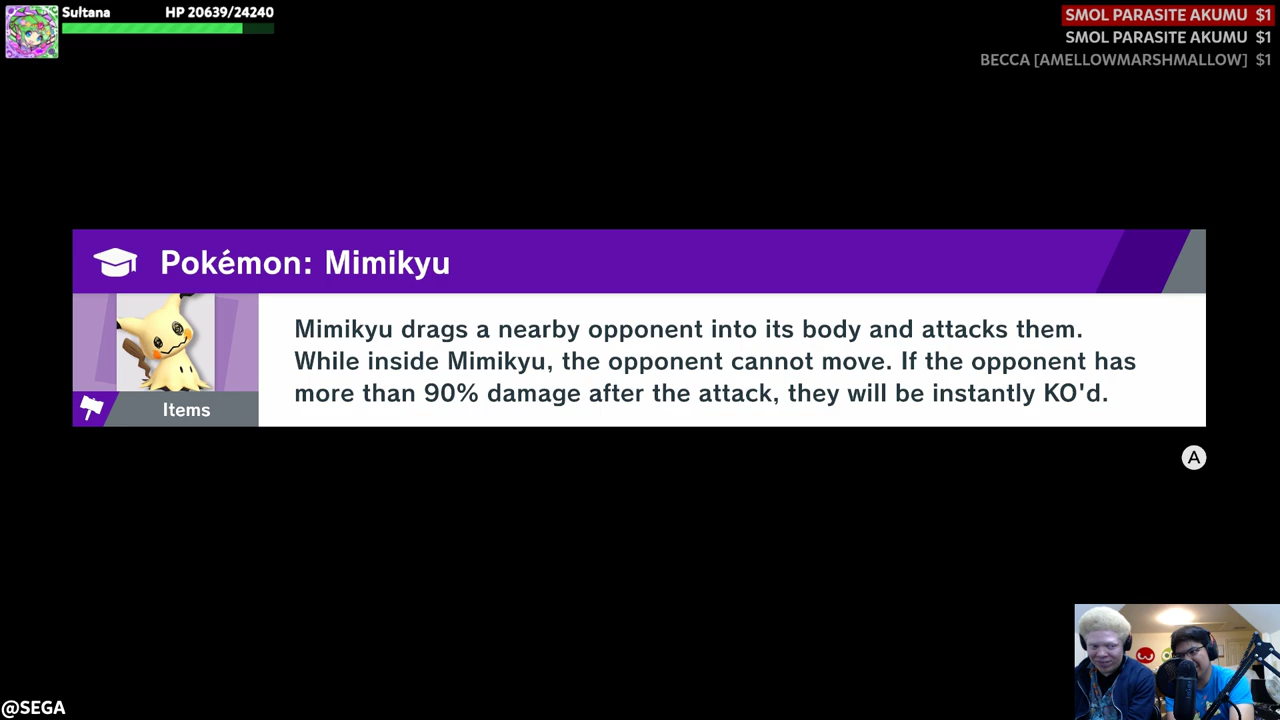 Sułtana HP 20639/24240
SMOL PARASITE AKUMU $1
SMOL PARASITE AKUMU $1
BECCA [AMELLOWMARSHMALLOW] $1
Pokémon: Mimikyu
Mimikyu drags a nearby opponent into its body and attacks them.
While inside Mimikyu, the opponent cannot move. If the opponent has
more than 90% damage after the attack, they will be instantly KO'd.
Items
A
@SEGA